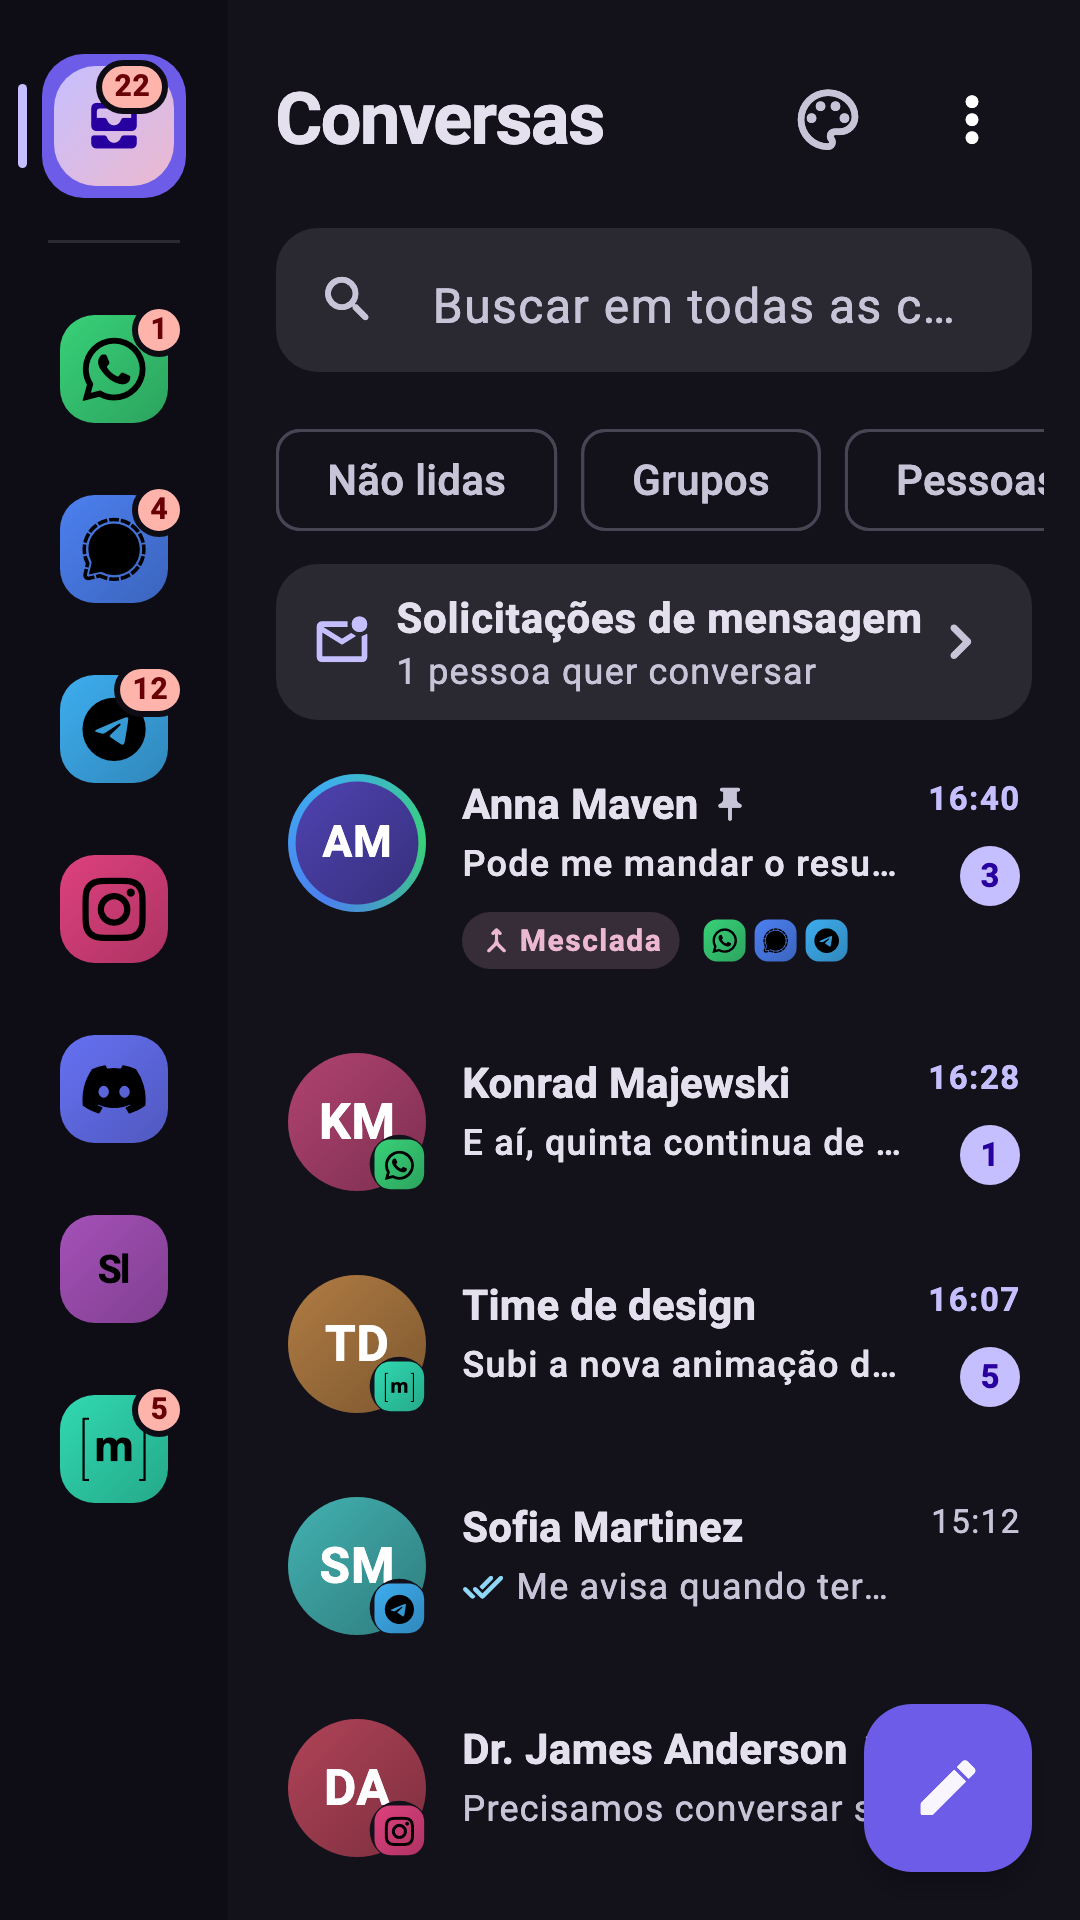 22
Conversas
Buscar em todas as c...
1
Não lidas
Grupos
Pessoas
4
Solicitações de mensagem
1 pessoa quer conversar
12
AM
Anna Maven
16:40
Pode me mandar o resu...
3
Mesclada
KM
Konrad Majewski
16:28
E aí, quinta continua de ...
1
SI
TD
Time de design
16:07
Subi a nova animação d...
5
[m]
5
[m]
SM
Sofia Martinez
15:12
Me avisa quando ter...
DA
Dr. James Anderson
Precisamos conversar s